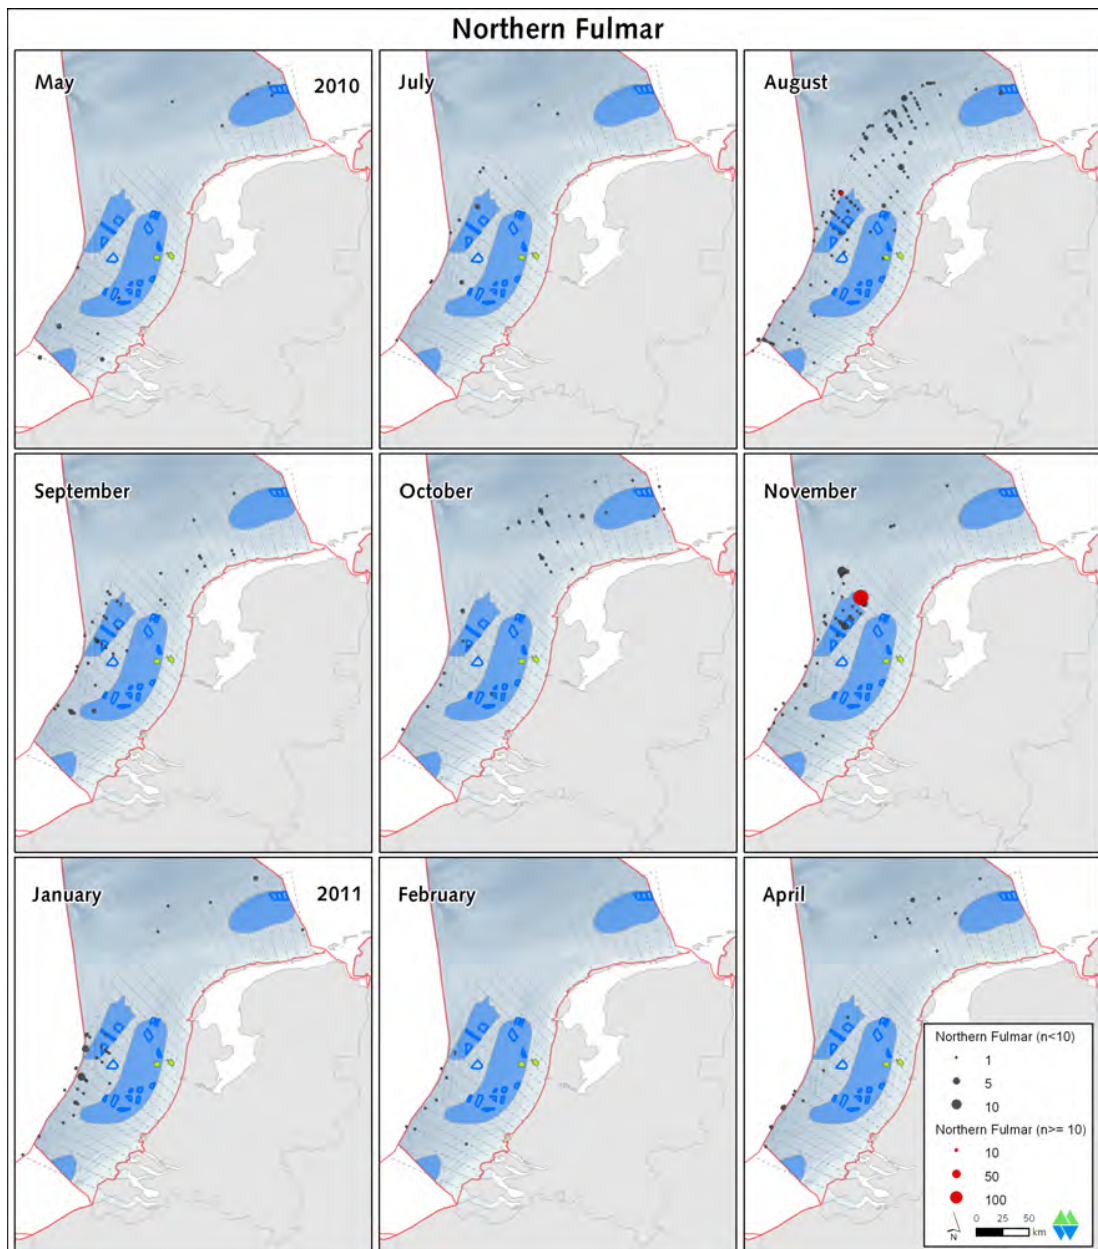 Northern Fulmar
May
2010
July
August
September
October
November
January
2011
February
April
Northern Fulmar (n<10)
1
5
10
Northern Fulmar (n>= 10)
10
50
100
N
0 25 50
km